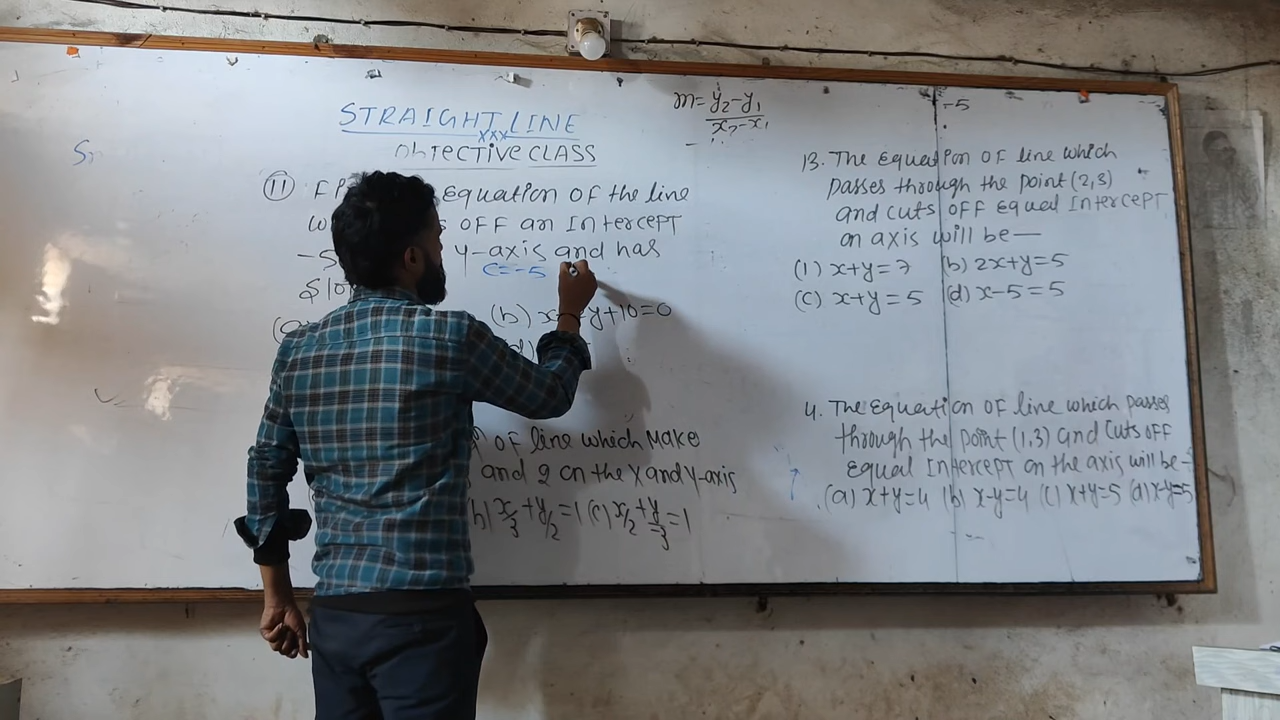 STRAIGHT LINE
xxx
ObjECTiVE CLASS
m = y2-y1
x2-x1
-5
(11) Equation OF the line
OFF an InterCEPT
y-axis and has
C=-5
(b) +10=0
OF line which Make
and 2 on the X and Y-axis
x/3 + y/2 =1 (c) x/2 + y/-3 =1
13. The Equation OF line which
Passes through the point (2,3)
and cuts OFF Equal InterCEPT
on axis will be—
(1) x+y=7 (b) 2x+y=5
(C) x+y=5 (d) x-5=5
4. The Equation OF line which passes
through the point (1,3) and Cuts OFF
Equal InterCEPT on the axis will be-
(a) x+y=4 (b) x-y=4 (c) x+y=5 (d) x-y=5